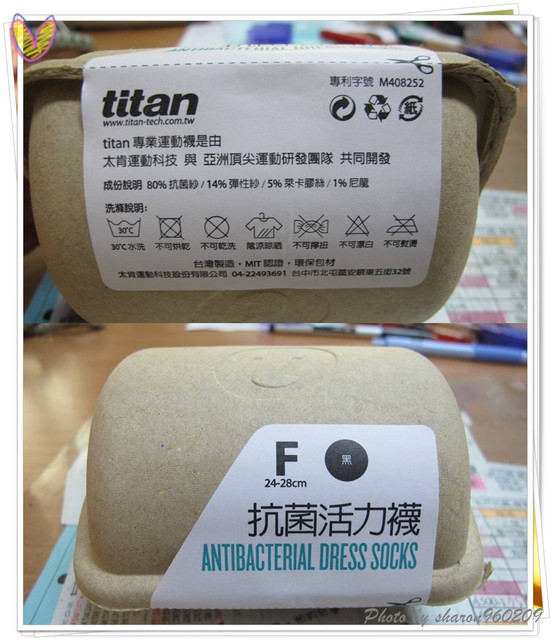 titan
www.titan-tech.com.tw
專利字號 M408252
紙
titan 專業運動襪是由
太肯運動科技 與 亞洲頂尖運動研發團隊 共同開發
成份說明 80% 抗菌紗 / 14% 彈性紗 / 5% 萊卡膠絲 / 1% 尼龍
洗滌說明:
30°C
30°C 水洗 不可烘乾 不可乾洗 陰涼晾晒 不可擰扭 不可漂白 不可熨燙
台灣製造・MIT 認證・環保包材
太肯運動科技股份有限公司 04-22493691 台中市北屯區安順東五街32號
F
24-28cm
黑
抗菌活力襪
ANTIBACTERIAL DRESS SOCKS
Photo by sharon960209